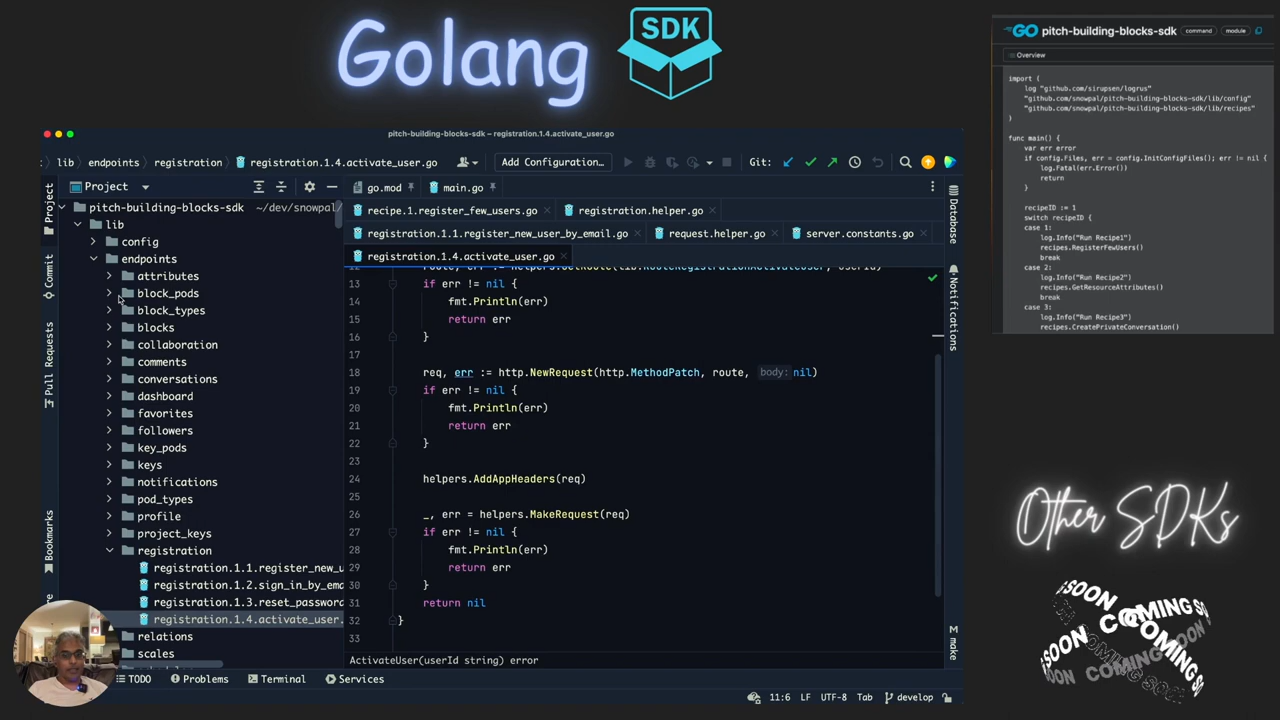 Golang
SDK
GO pitch-building-blocks-sdk command module
Overview
import (
log "github.com/sirupsen/logrus"
"github.com/snowpal/pitch-building-blocks-sdk/lib/config"
"github.com/snowpal/pitch-building-blocks-sdk/lib/recipes"
)
func main() {
var err error
if config.Files, err = config.InitConfigFiles(); err != nil {
log.Fatal(err.Error())
return
}
recipeID := 1
switch recipeID {
case 1:
log.Info("Run Recipe1")
recipes.RegisterFewUsers()
break
case 2:
log.Info("Run Recipe2")
recipes.GetResourceAttributes()
break
case 3:
log.Info("Run Recipe3")
recipes.CreatePrivateConversation()
pitch-building-blocks-sdk – registration.1.4.activate_user.go
lib endpoints registration registration.1.4.activate_user.go Add Configuration... Git:
Project
go.mod main.go
recipe.1.register_few_users.go registration.helper.go
registration.1.1.register_new_user_by_email.go request.helper.go server.constants.go
registration.1.4.activate_user.go
Project
Commit
Pull Requests
Bookmarks
pitch-building-blocks-sdk ~/dev/snowpal/
lib
config
endpoints
attributes
block_pods
block_types
blocks
collaboration
comments
conversations
dashboard
favorites
followers
key_pods
keys
notifications
pod_types
profile
project_keys
registration
registration.1.1.register_new_u
registration.1.2.sign_in_by_ema
registration.1.3.reset_password
registration.1.4.activate_user.
relations
scales
13 if err != nil {
14 fmt.Println(err)
15 return err
16 }
17
18 req, err := http.NewRequest(http.MethodPatch, route, body: nil)
19 if err != nil {
20 fmt.Println(err)
21 return err
22 }
23
24 helpers.AddAppHeaders(req)
25
26 _, err = helpers.MakeRequest(req)
27 if err != nil {
28 fmt.Println(err)
29 return err
30 }
31 return nil
32 }
33
ActivateUser(userId string) error
Database
Notifications
make
TODO Problems Terminal Services
11:6 LF UTF-8 Tab develop
Other SDKs
COMING SOON